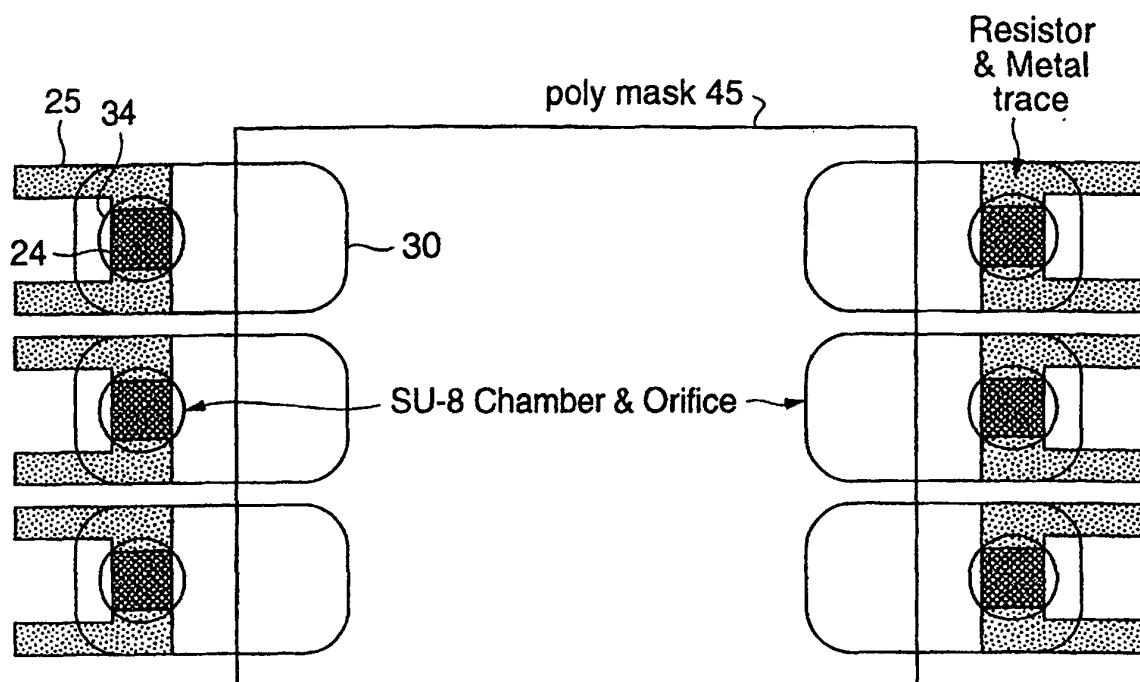 Resistor
& Metal
trace
poly mask 45
25
34
24
30
SU-8 Chamber & Orifice